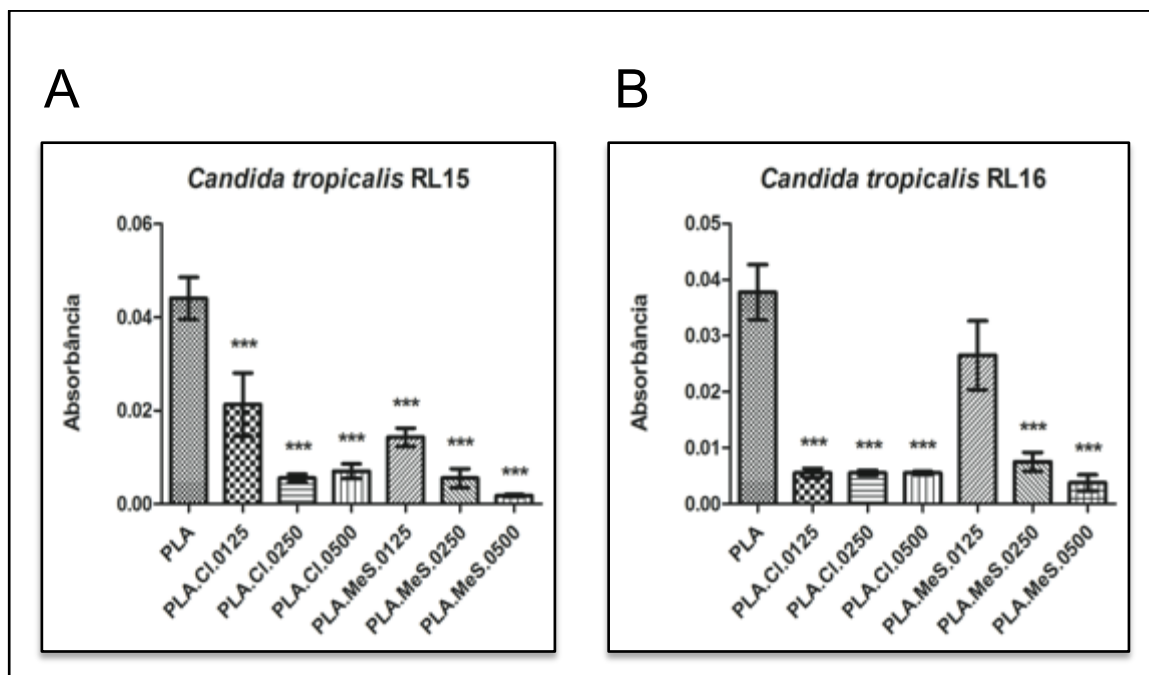 A
B
Candida tropicalis RL15
0.06
0.04
0.02
0.00
Absorbância
***
***
***
***
***
***
PLA
PLA.Cl.0125
PLA.Cl.0250
PLA.Cl.0500
PLA.MeS.0125
PLA.MeS.0250
PLA.MeS.0500
Candida tropicalis RL16
0.05
0.04
0.03
0.02
0.01
0.00
Absorbância
***
***
***
***
***
PLA
PLA.Cl.0125
PLA.Cl.0250
PLA.Cl.0500
PLA.MeS.0125
PLA.MeS.0250
PLA.MeS.0500